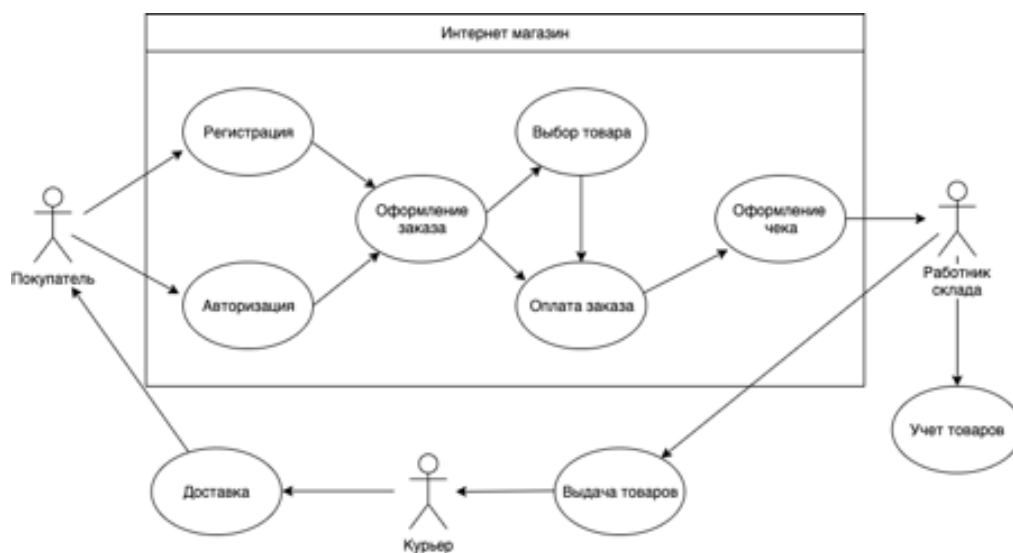 Интернет магазин
Регистрация
Выбор товара
Оформление
заказа
Оформление
чека
Покупатель
Авторизация
Оплата заказа
Работник
склада
Учет товаров
Доставка
Выдача товаров
Курьер